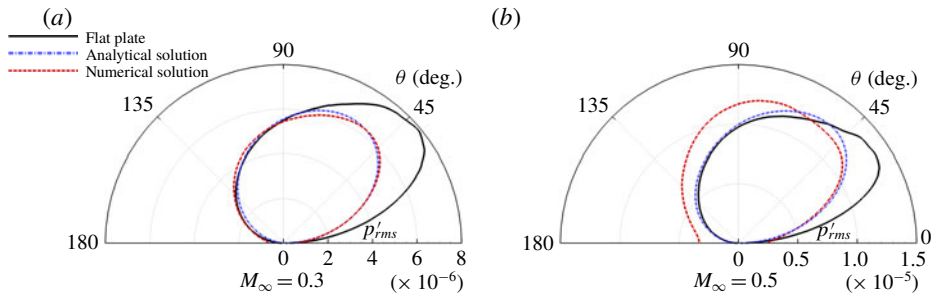 (a)
(b)
Flat plate
Analytical solution
Numerical solution
90
θ (deg.)
135
45
180
p′rms
0 2 4 6 8
M∞ = 0.3
(× 10−6)
90
θ (deg.)
135
45
180
p′rms
0
0 0.5 1.0 1.5
M∞ = 0.5
(× 10−5)